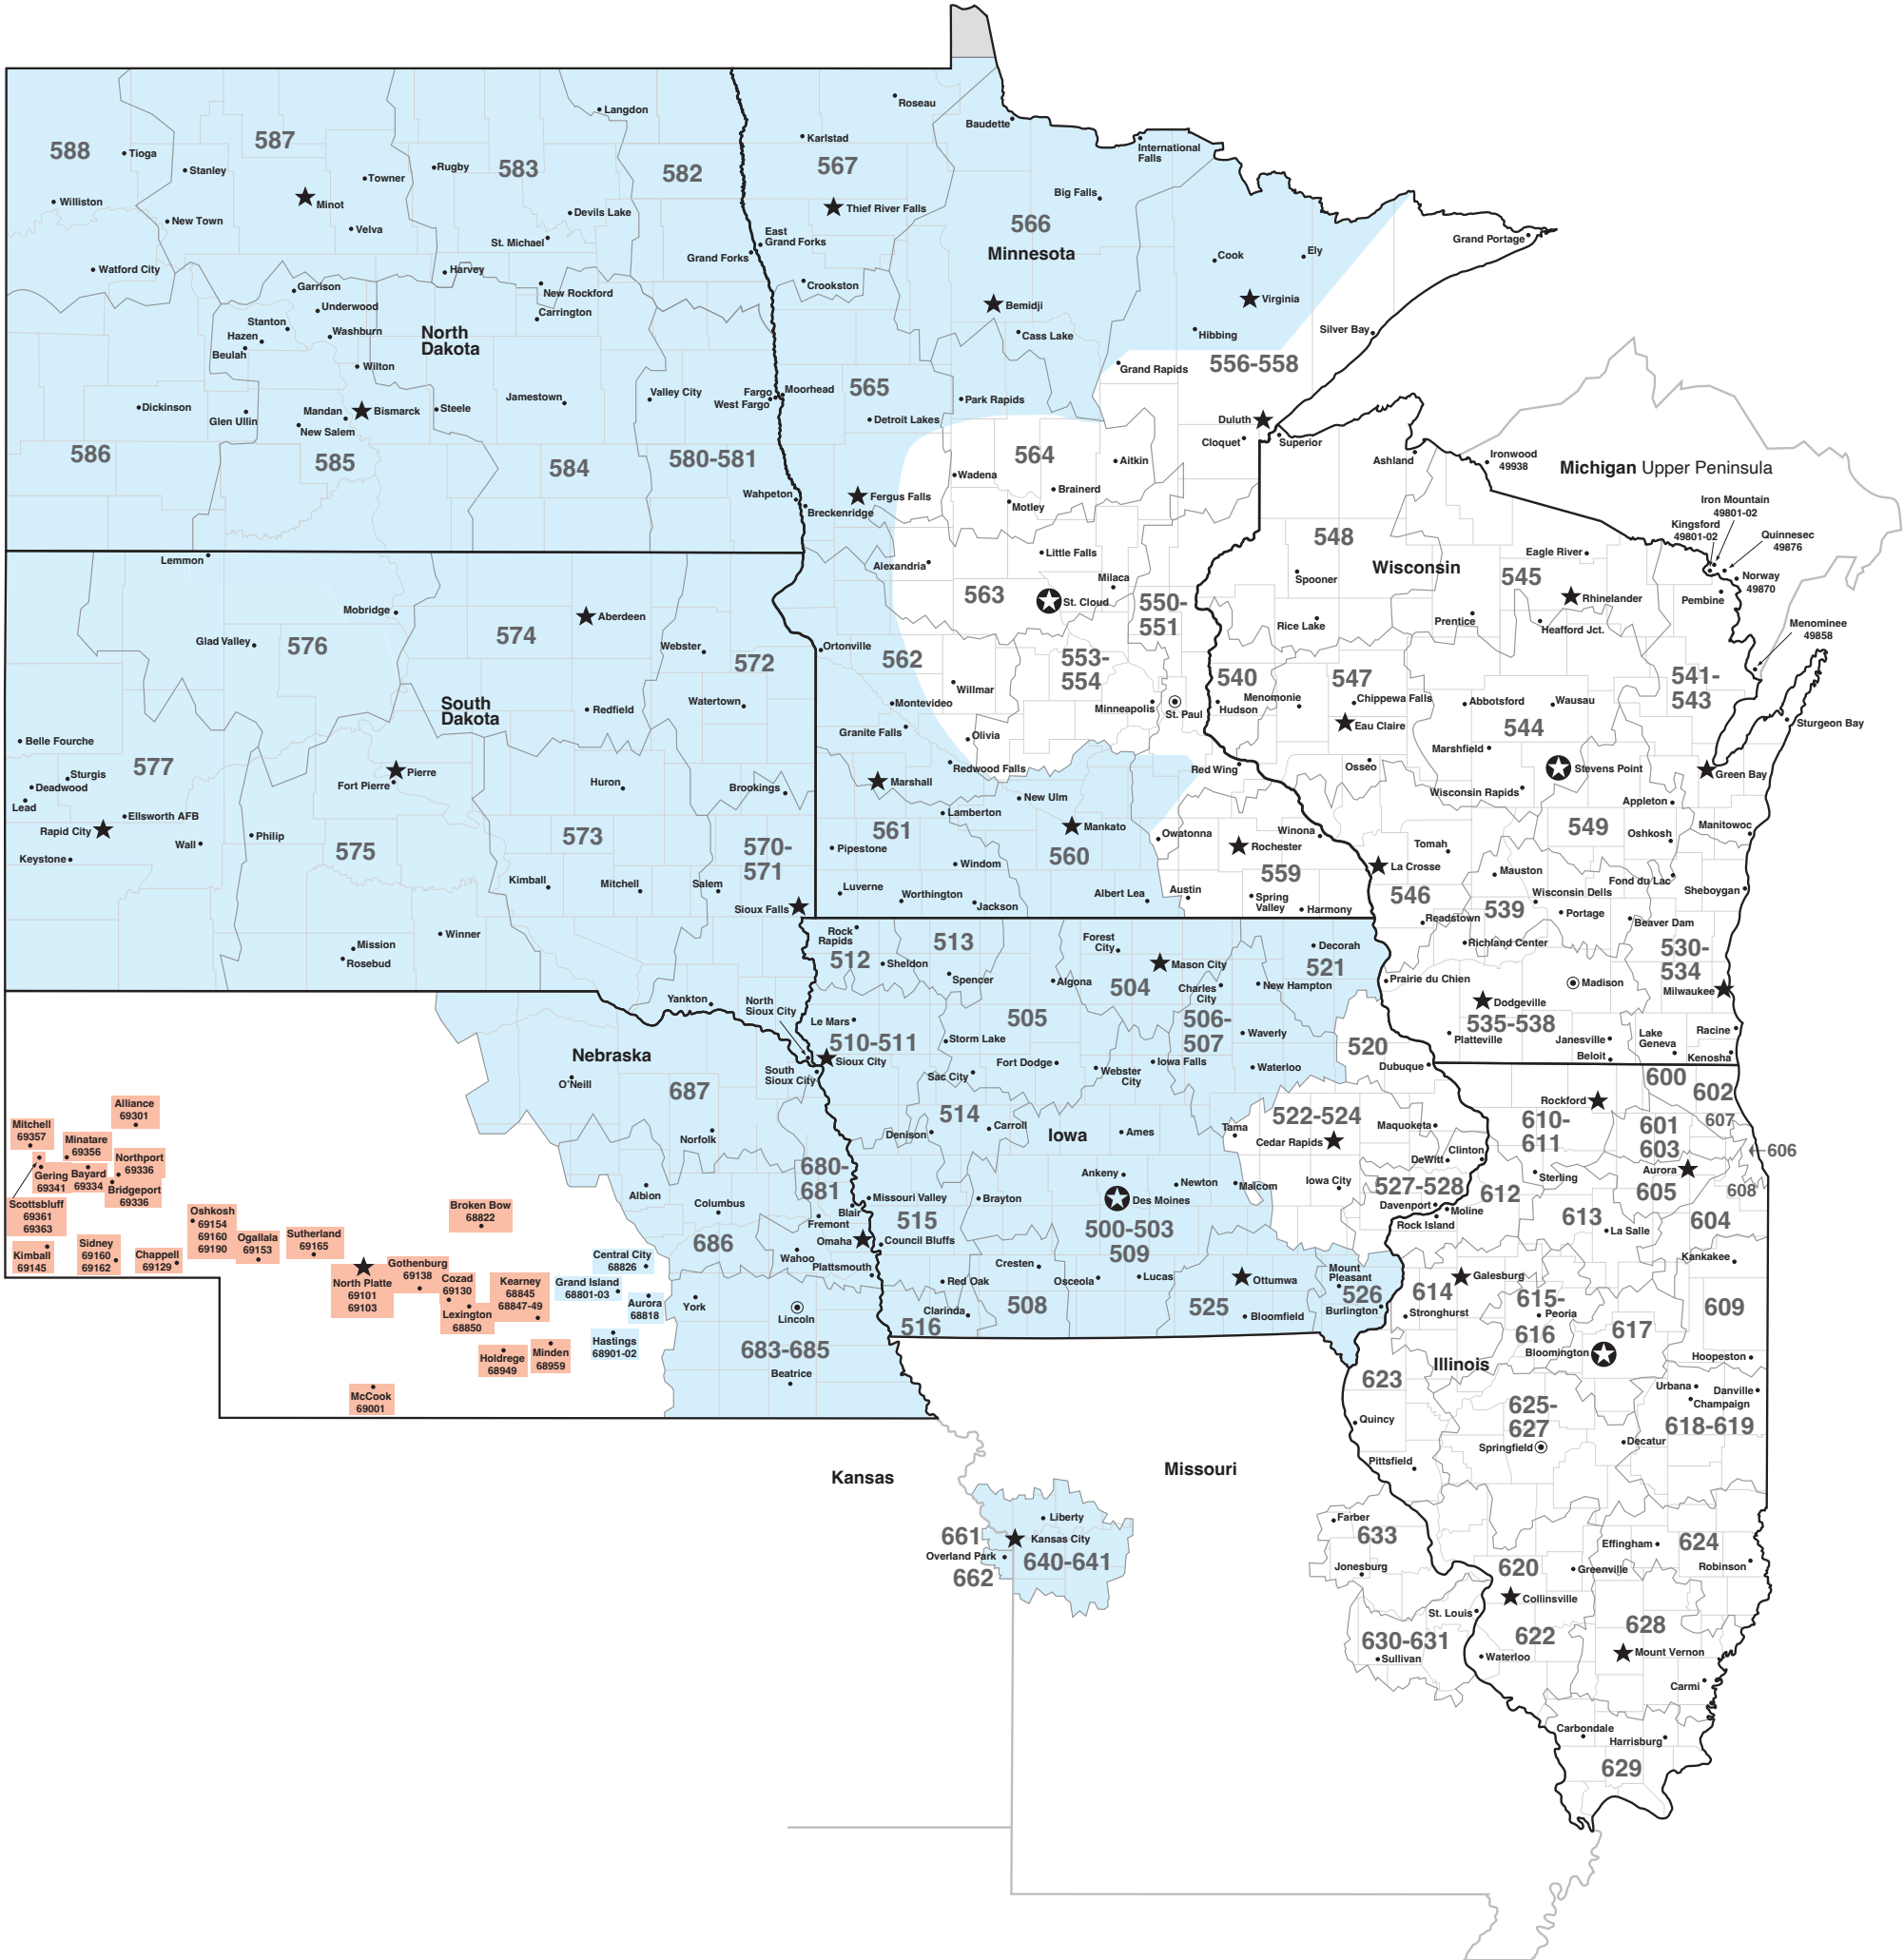 588
587
583
582
567
566
Langdon
Tioga
Stanley
Towner
Rugby
Williston
Minot
New Town
Velva
Devils Lake
St. Michael
Watford City
Garrison
Harvey
New Rockford
Underwood
Carrington
Stanton
Hazen
Washburn
Beulah
Wilton
North
Dakota
Grand Forks
East
Grand Forks
Dickinson
Glen Ullin
Mandan
Bismarck
New Salem
Steele
Jamestown
Valley City
Fargo
West Fargo
Moorhead
586
585
584
580-581
Wahpeton
Breckenridge
Roseau
Baudette
Karlstad
International
Falls
Thief River Falls
Big Falls
Minnesota
Crookston
Bemidji
Cass Lake
Cook
Ely
Virginia
Hibbing
Grand Portage
Silver Bay
Grand Rapids
556-558
565
Detroit Lakes
Park Rapids
Duluth
Cloquet
Superior
564
Wadena
Aitkin
Brainerd
Motley
Fergus Falls
Little Falls
Alexandria
Milaca
563
St. Cloud
550-
551
Ortonville
562
553-
554
Willmar
Montevideo
Minneapolis
St. Paul
Granite Falls
Olivia
Redwood Falls
Red Wing
Marshall
New Ulm
Lamberton
Mankato
561
Pipestone
560
Windom
Luverne
Worthington
Jackson
Albert Lea
Owatonna
Winona
Rochester
559
Austin
Spring
Valley
Harmony
Lemmon
Mobridge
Aberdeen
Glad Valley
576
574
Webster
572
South
Dakota
Redfield
Watertown
Belle Fourche
577
Sturgis
Deadwood
Lead
Pierre
Fort Pierre
Huron
Brookings
Ellsworth AFB
Rapid City
Philip
Wall
Keystone
575
573
570-
571
Kimball
Mitchell
Salem
Sioux Falls
Winner
Mission
Rosebud
Yankton
North
Sioux City
Ashland
Ironwood
49938
Michigan Upper Peninsula
Iron Mountain
49801-02
Kingsford
49801-02
Quinnesec
49876
Norway
49870
Pembine
Menominee
49858
548
Wisconsin
Spooner
Eagle River
545
Rhinelander
Rice Lake
Prentice
Heafford Jct.
540
547
Menomonie
Hudson
Chippewa Falls
Eau Claire
Abbotsford
Wausau
544
541-
543
Sturgeon Bay
Marshfield
Osseo
Stevens Point
Green Bay
Wisconsin Rapids
Appleton
549
Oshkosh
Manitowoc
Tomah
La Crosse
Mauston
Fond du Lac
546
Wisconsin Dells
Sheboygan
539
Readstown
Portage
Beaver Dam
Richland Center
530-
534
Prairie du Chien
Madison
Milwaukee
Dodgeville
535-538
Platteville
Janesville
Beloit
Lake
Geneva
Racine
Kenosha
Rock
Rapids
512
513
Sheldon
Spencer
Forest
City
Mason City
Decorah
521
Algona
504
Charles
City
New Hampton
Le Mars
510-511
Sioux City
505
Storm Lake
506-
507
Waverly
Fort Dodge
Iowa Falls
Sac City
Webster
City
Waterloo
520
Dubuque
514
Denison
Carroll
Iowa
Ames
522-524
Tama
Cedar Rapids
Maquoketa
DeWitt
Clinton
Ankeny
Newton
Malcom
Iowa City
527-528
Davenport
Moline
Rock Island
Missouri Valley
Brayton
Des Moines
515
Council Bluffs
500-503
509
Creston
Osceola
Lucas
Ottumwa
Mount
Pleasant
526
Red Oak
508
525
Burlington
Clarinda
516
Bloomfield
Nebraska
O'Neill
South
Sioux City
687
Norfolk
680-
681
Albion
Columbus
Blair
Fremont
Omaha
686
Wahoo
Plattsmouth
York
Lincoln
683-685
Beatrice
Alliance
69301
Mitchell
69357
Minatare
69356
Northport
69336
Gering
69341
Bayard
69334
Bridgeport
69336
Scottsbluff
69361
69363
Kimball
69145
Sidney
69160
69162
Chappell
69129
Oshkosh
69154
69160
69190
Ogallala
69153
Sutherland
69165
Broken Bow
68822
North Platte
69101
69103
Gothenburg
69138
Cozad
69130
Lexington
68850
Kearney
68845
68847-49
Holdrege
68949
Minden
68959
McCook
69001
Central City
68826
Grand Island
68801-03
Aurora
68818
Hastings
68901-02
600
602
Rockford
610-
611
601
603
607
606
Aurora
605
608
Sterling
612
613
La Salle
604
Kankakee
614
Galesburg
Stronghurst
615-
Peoria
616
617
609
Bloomington
Illinois
Hoopeston
623
Urbana
Danville
Champaign
618-619
625-
627
Quincy
Springfield
Decatur
Pittsfield
Kansas
Missouri
Liberty
661
Kansas City
Overland Park
640-641
662
Farber
633
Jonesburg
Effingham
624
620
Greenville
Robinson
Collinsville
St. Louis
630-631
Sullivan
622
Waterloo
628
Mount Vernon
Carmi
Carbondale
Harrisburg
629